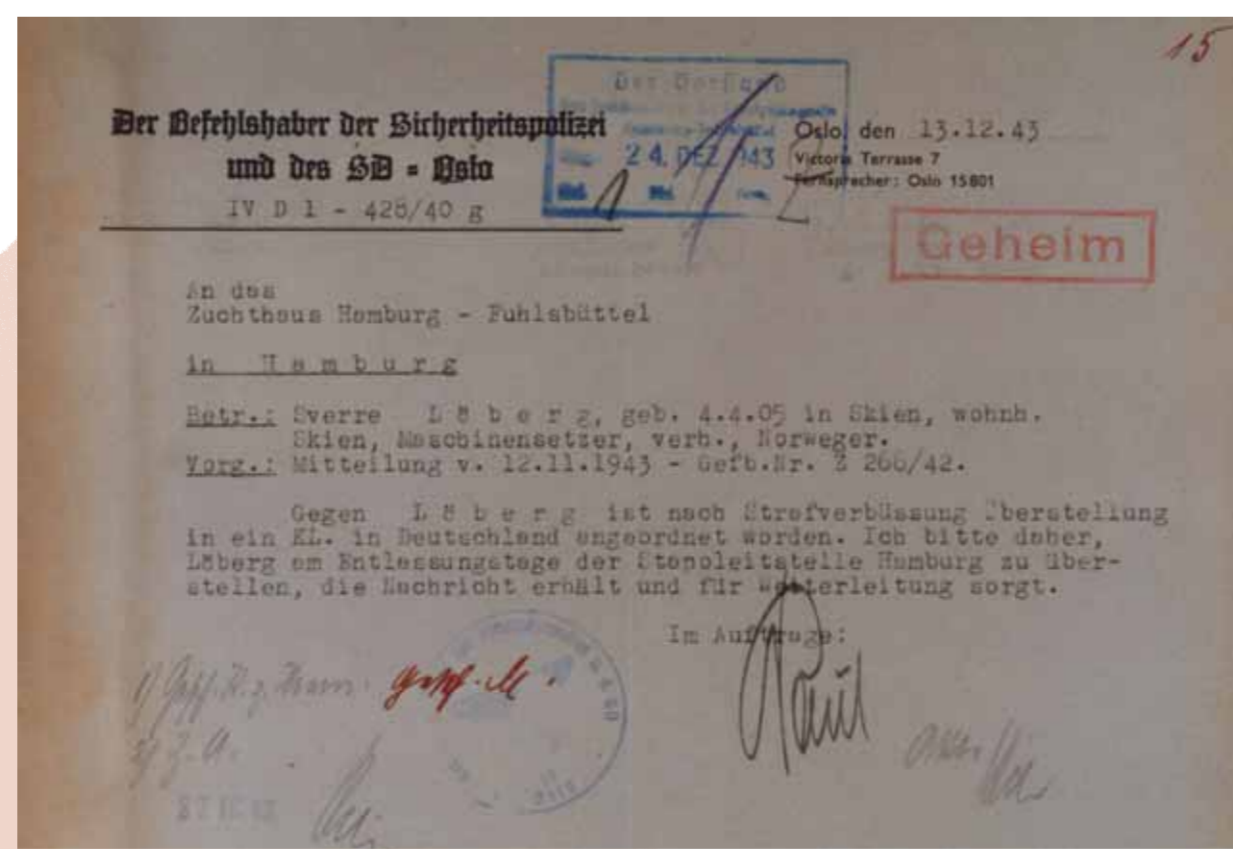 15
Der Befehlshaber der Sicherheitspolizei
und des SD - Oslo
IV D 1 - 428/40 g
24. DEZ 1943
Oslo, den 13.12.43
Victoria Terrasse 7
Fernsprecher: Oslo 15801
Geheim
An das
Zuchthaus Hamburg - Fuhlsbüttel
in Hamburg
Betr.: Sverre Löberg, geb. 4.4.05 in Skien, wohnh.
Skien, Maschinensetzer, verh., Norweger.
Vorg.: Mitteilung v. 12.11.1943 - Gefb.Nr. Z 266/42.
Gegen Löberg ist nach Strafverbüssung Überstellung
in ein KL. in Deutschland angeordnet worden. Ich bitte daher,
Löberg am Entlassungstage der Stapoleitstelle Hamburg zu über-
stellen, die Nachricht erhält und für Weiterleitung sorgt.
Im Auftrage: